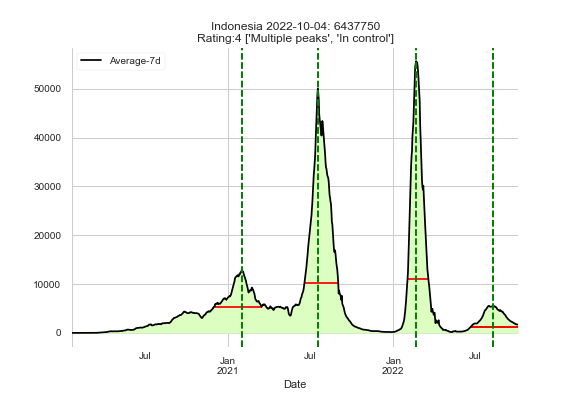 Indonesia 2022-10-04: 6437750
Rating:4 ['Multiple peaks', 'In control']
Average-7d
50000
40000
30000
20000
10000
0
Jul
Jan
2021
Jul
Jan
2022
Jul
Date